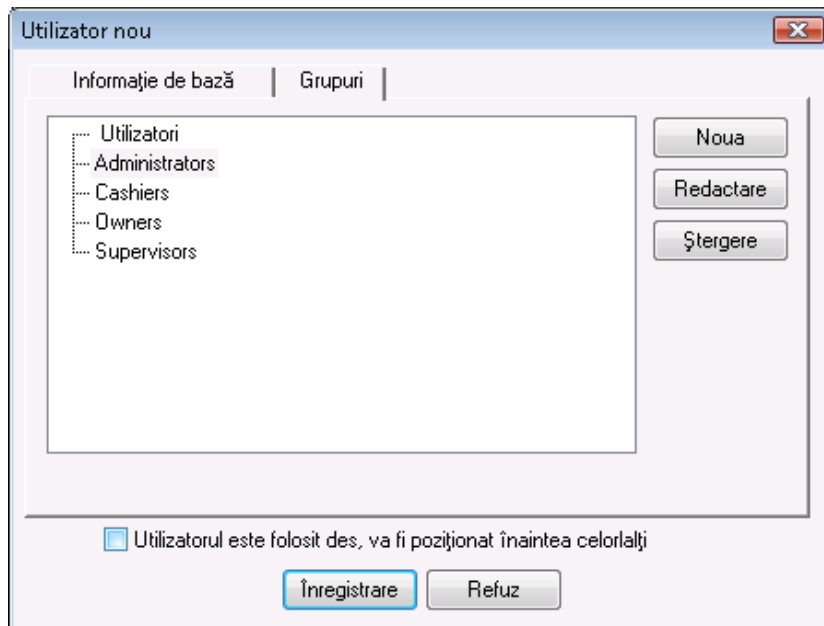 Utilizator nou
Informaţie de bază
Grupuri
Utilizatori
Administrators
Cashiers
Owners
Supervisors
Noua
Redactare
Ştergere
Utilizatorul este folosit des, va fi poziţionat înaintea celorlalţi
Înregistrare
Refuz